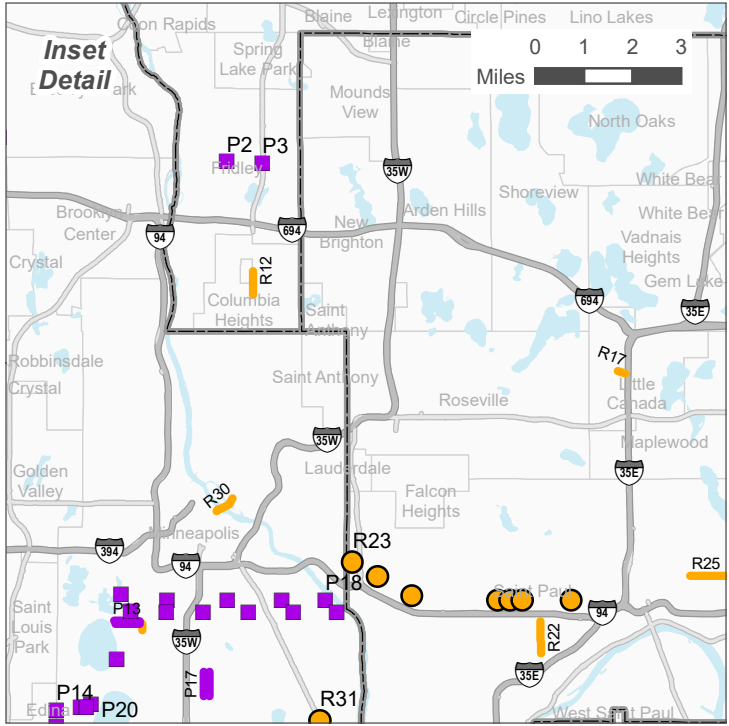 Coon Rapids
Blaine
Lexington
Circle Pines
Lino Lakes
Inset
Detail
Spring
Lake Park
Blaine
0 1 2 3
Miles
Mounds
View
North Oaks
P2
P3
Fridley
35W
Shoreview
White Bear
Brooklyn
Center
94
694
New
Brighton
Arden Hills
White Bear
Vadnais
Heights
Crystal
R12
Columbia
Heights
Saint
Anthony
694
Gem Lake
35E
Robbinsdale
Crystal
Saint Anthony
R17
Little
Canada
Roseville
35W
Maplewood
Golden
Valley
Lauderdale
35E
R30
Falcon
Heights
Minneapolis
394
94
R23
R25
P18
Saint Paul
Saint
Louis
Park
P13
94
35W
R22
P17
35E
P14
P20
Edina
R31
West Saint Paul